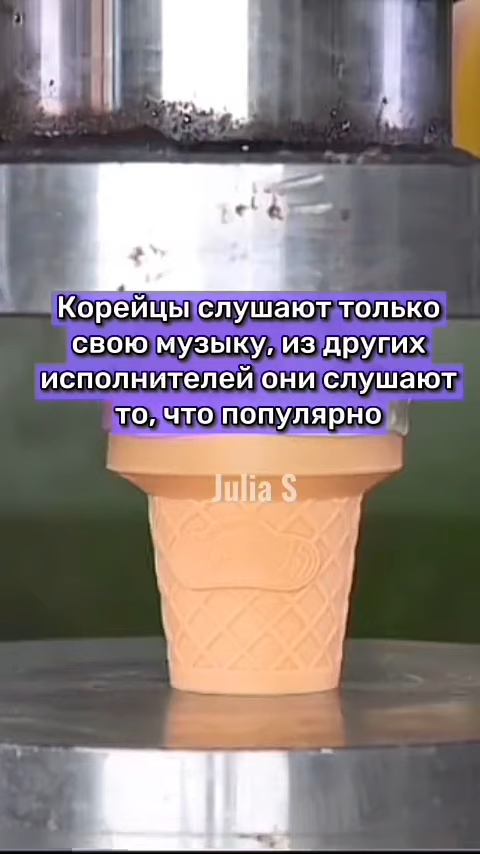 Корейцы слушают только
свою музыку, из других
исполнителей они слушают
то, что популярно
Julia S